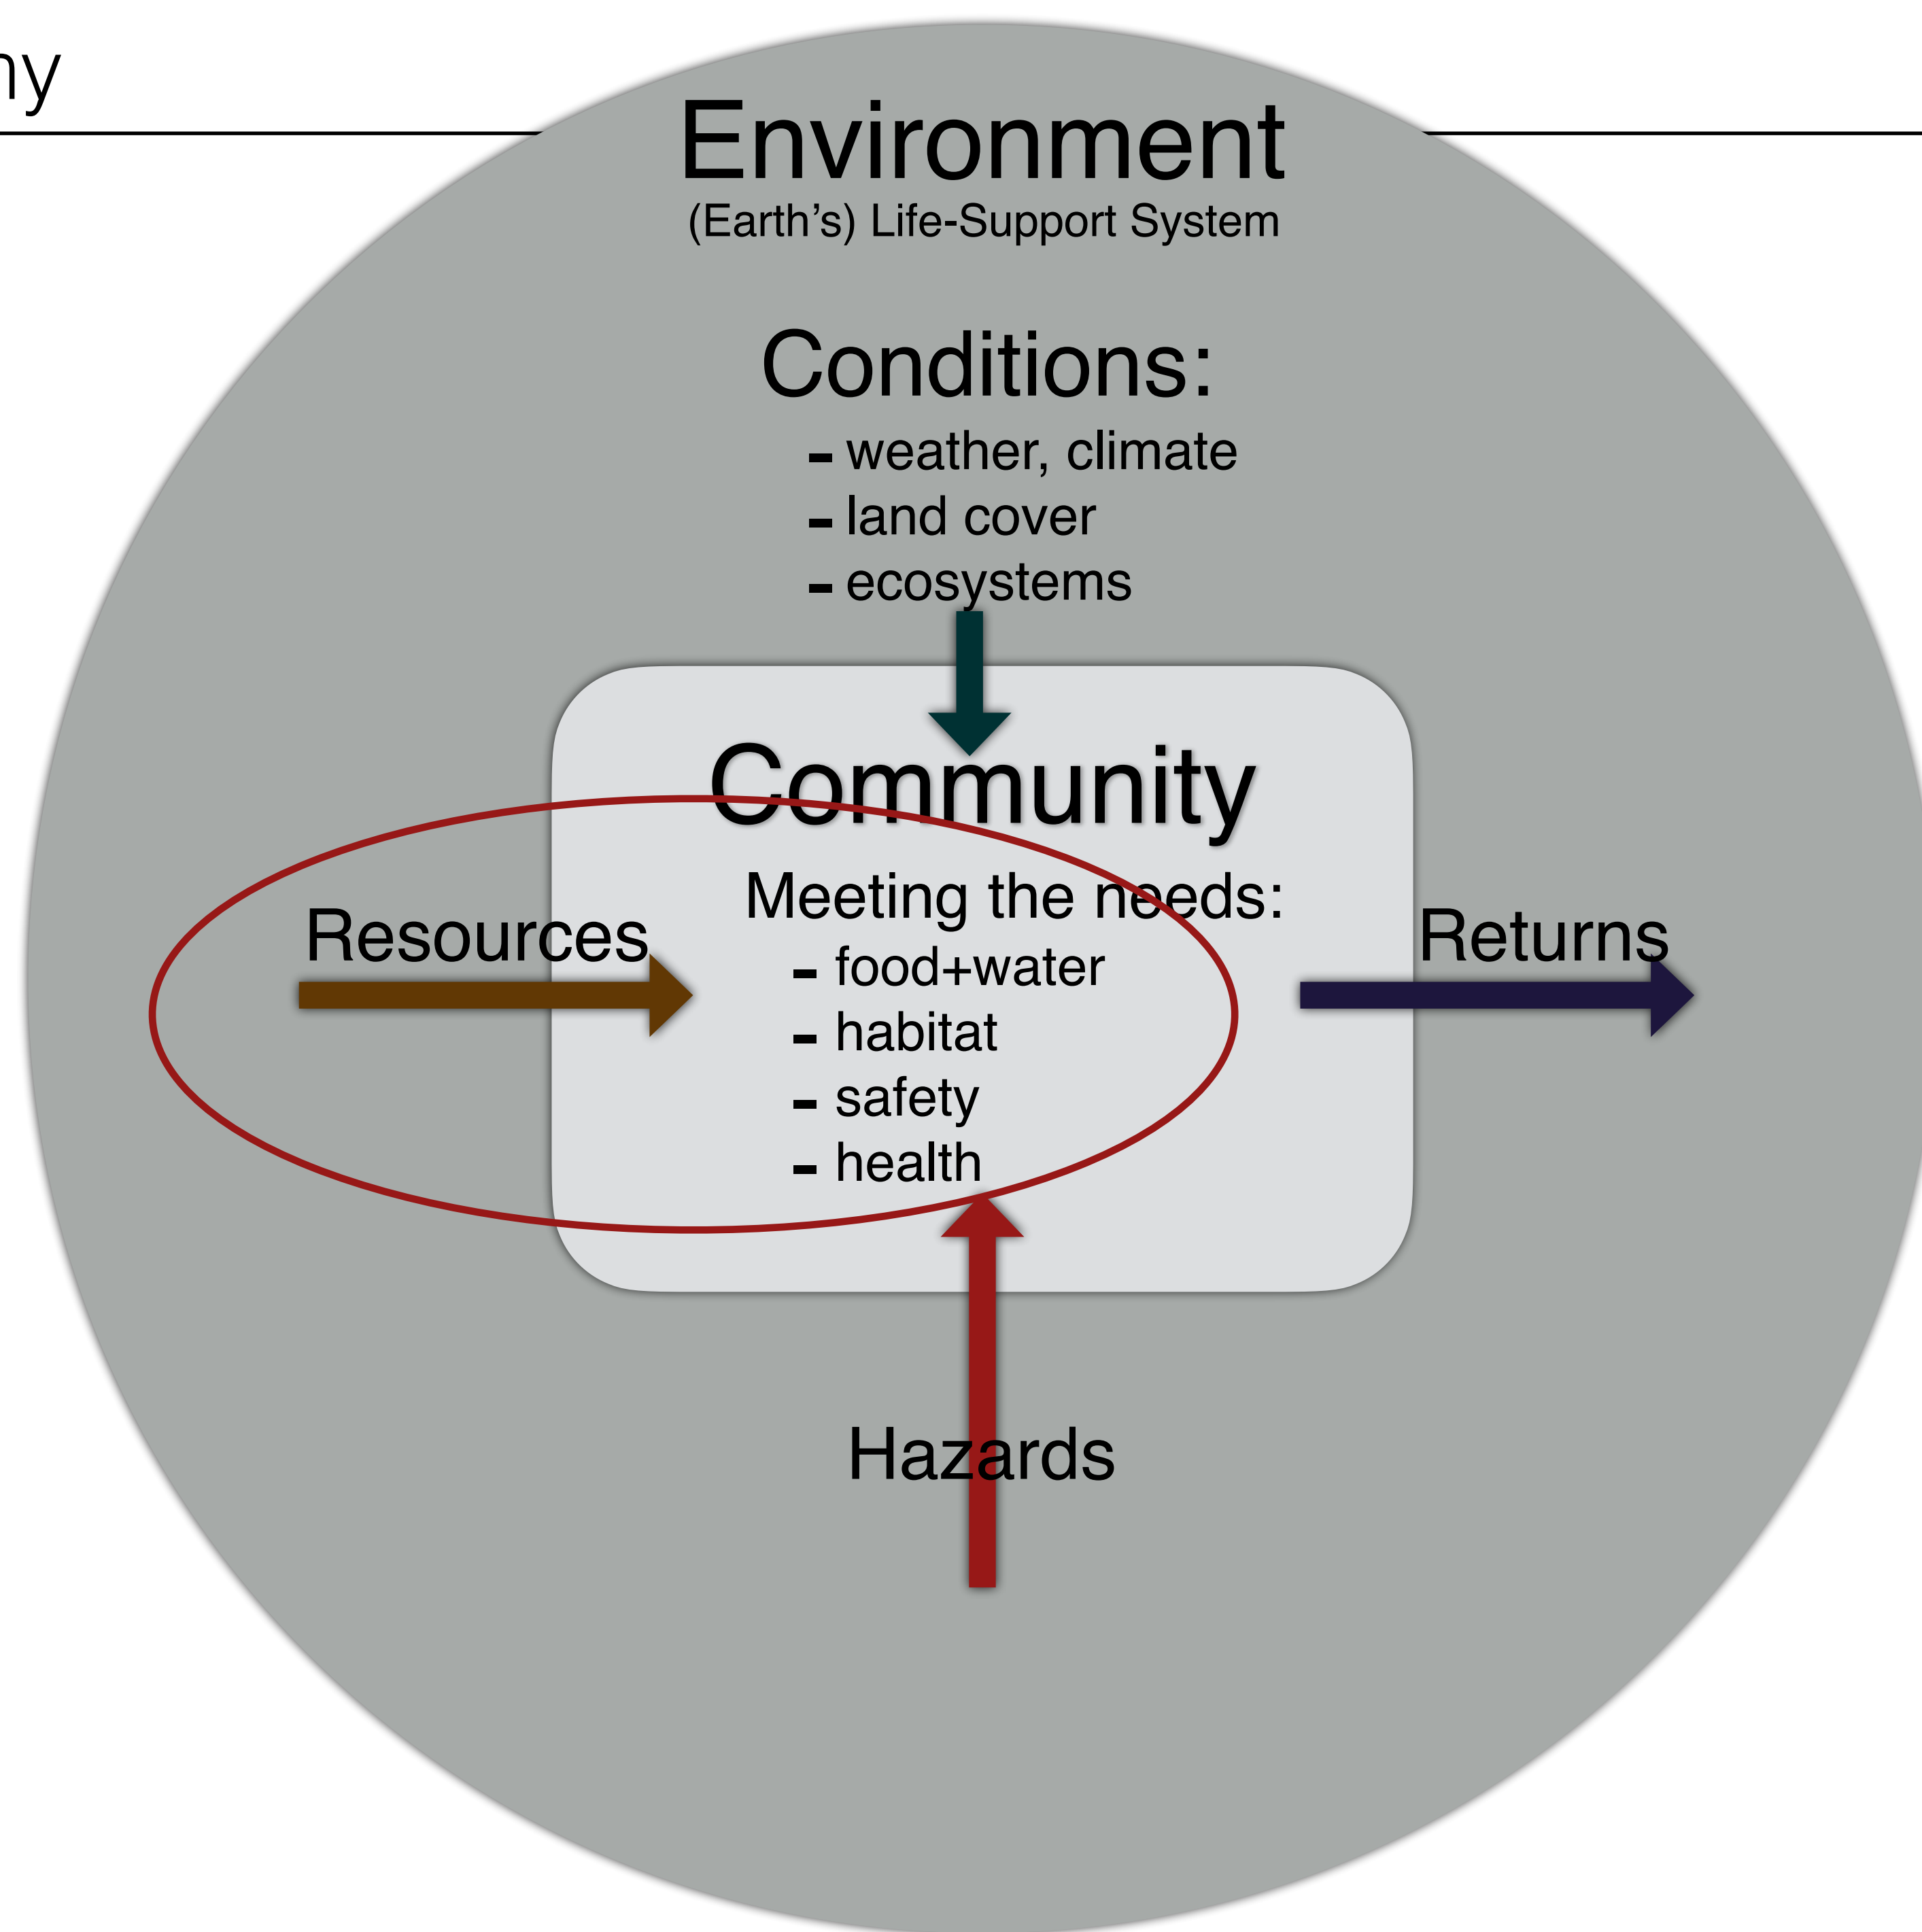 Environment
(Earth's) Life-Support System
Conditions:
- weather, climate
- land cover
- ecosystems
Community
Meeting the needs:
- food+water
- habitat
- safety
- health
Resources
Returns
Hazards